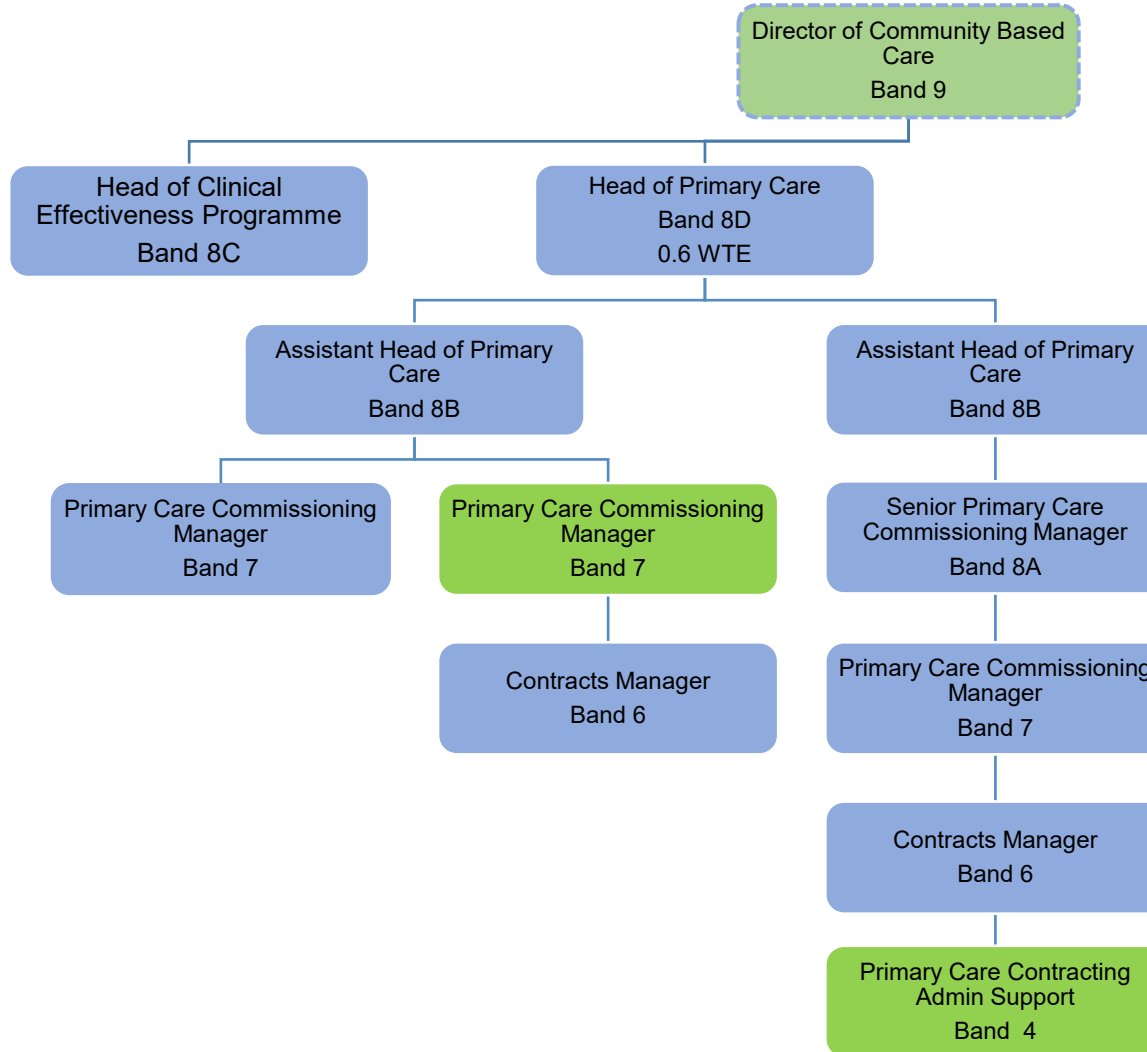 Director of Community Based
Care
Band 9
Head of Clinical
Effectiveness Programme
Band 8C
Head of Primary Care
Band 8D
0.6 WTE
Assistant Head of Primary
Care
Band 8B
Assistant Head of Primary
Care
Band 8B
Primary Care Commissioning
Manager
Band 7
Primary Care Commissioning
Manager
Band 7
Senior Primary Care
Commissioning Manager
Band 8A
Contracts Manager
Band 6
Primary Care Commissioning
Manager
Band 7
Contracts Manager
Band 6
Primary Care Contracting
Admin Support
Band 4